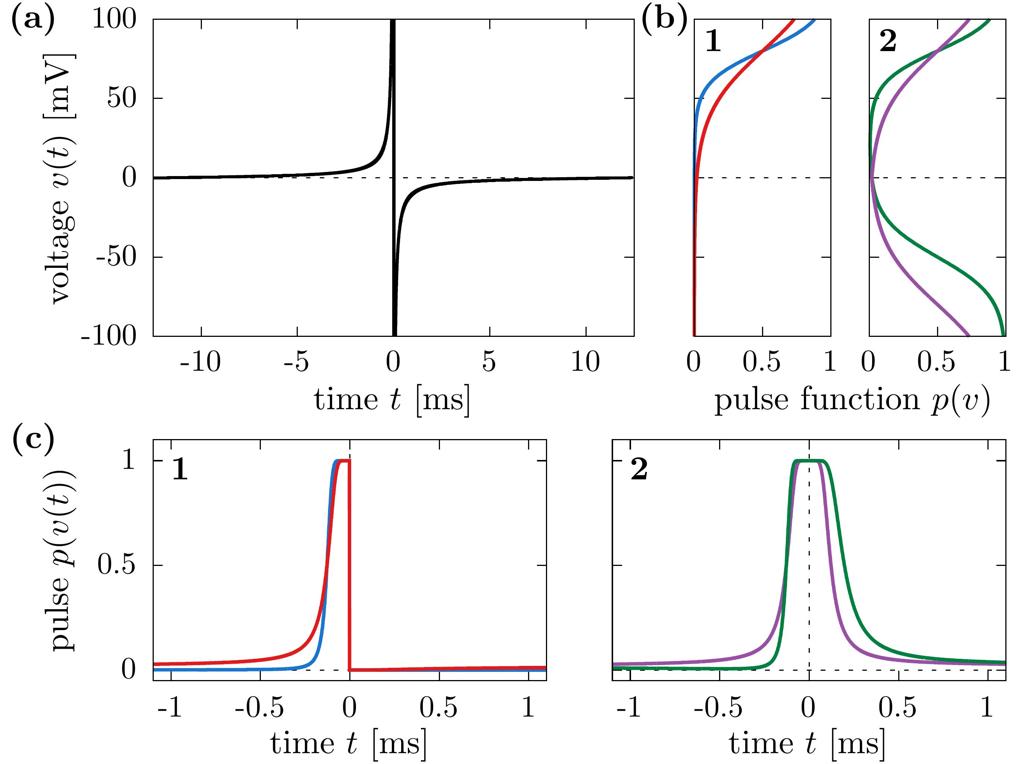 (a)
voltage v(t) [mV]
100
50
0
-50
-100
-10 -5 0 5 10
time t [ms]
(b)
1
2
0 0.5 1 0 0.5 1
pulse function p(v)
(c)
pulse p(v(t))
1
0.5
0
1
2
-1 -0.5 0 0.5 1
time t [ms]
-1 -0.5 0 0.5 1
time t [ms]